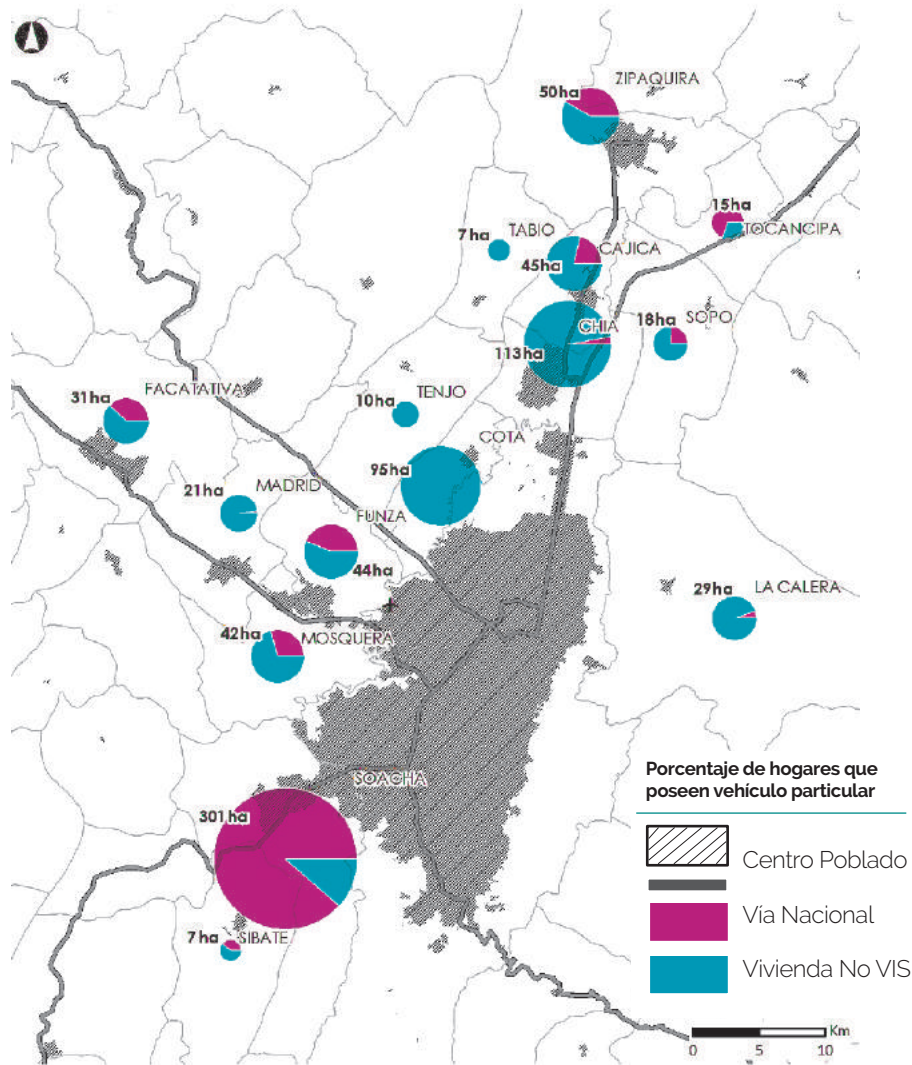 ZIPAQUIRA
50ha
15ha
TOCANCIPA
TABIO
7ha
CAJICA
45ha
CHIA
113ha
SOPO
18ha
FACATATIVA
31ha
TENJO
10ha
COTA
95ha
MADRID
21ha
FUNZA
44ha
LA CALERA
29ha
MOSQUERA
42ha
SOACHA
301ha
SIBATE
7ha
Porcentaje de hogares que
poseen vehículo particular
Centro Poblado
Vía Nacional
Vivienda No VIS
Km
0 5 10